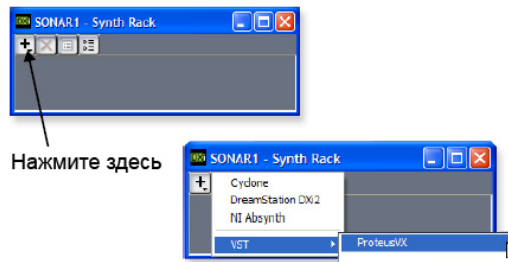 SONAR1 - Synth Rack
Нажмите здесь
SONAR1 - Synth Rack
Cyclone
DreamStation DXi2
NI Absynth
VST
ProteusVX